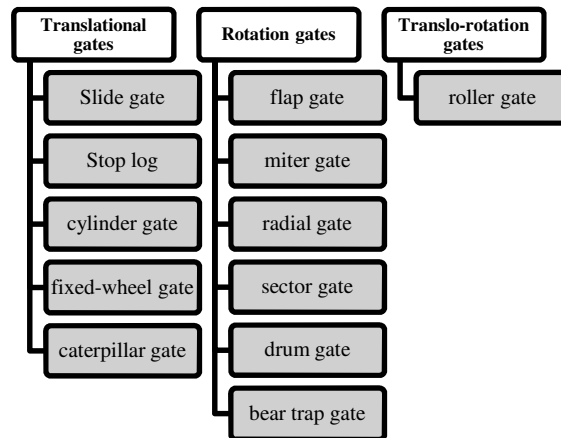 Translational
gates
Slide gate
Stop log
cylinder gate
fixed-wheel gate
caterpillar gate
Rotation gates
flap gate
miter gate
radial gate
sector gate
drum gate
bear trap gate
Translo-rotation
gates
roller gate